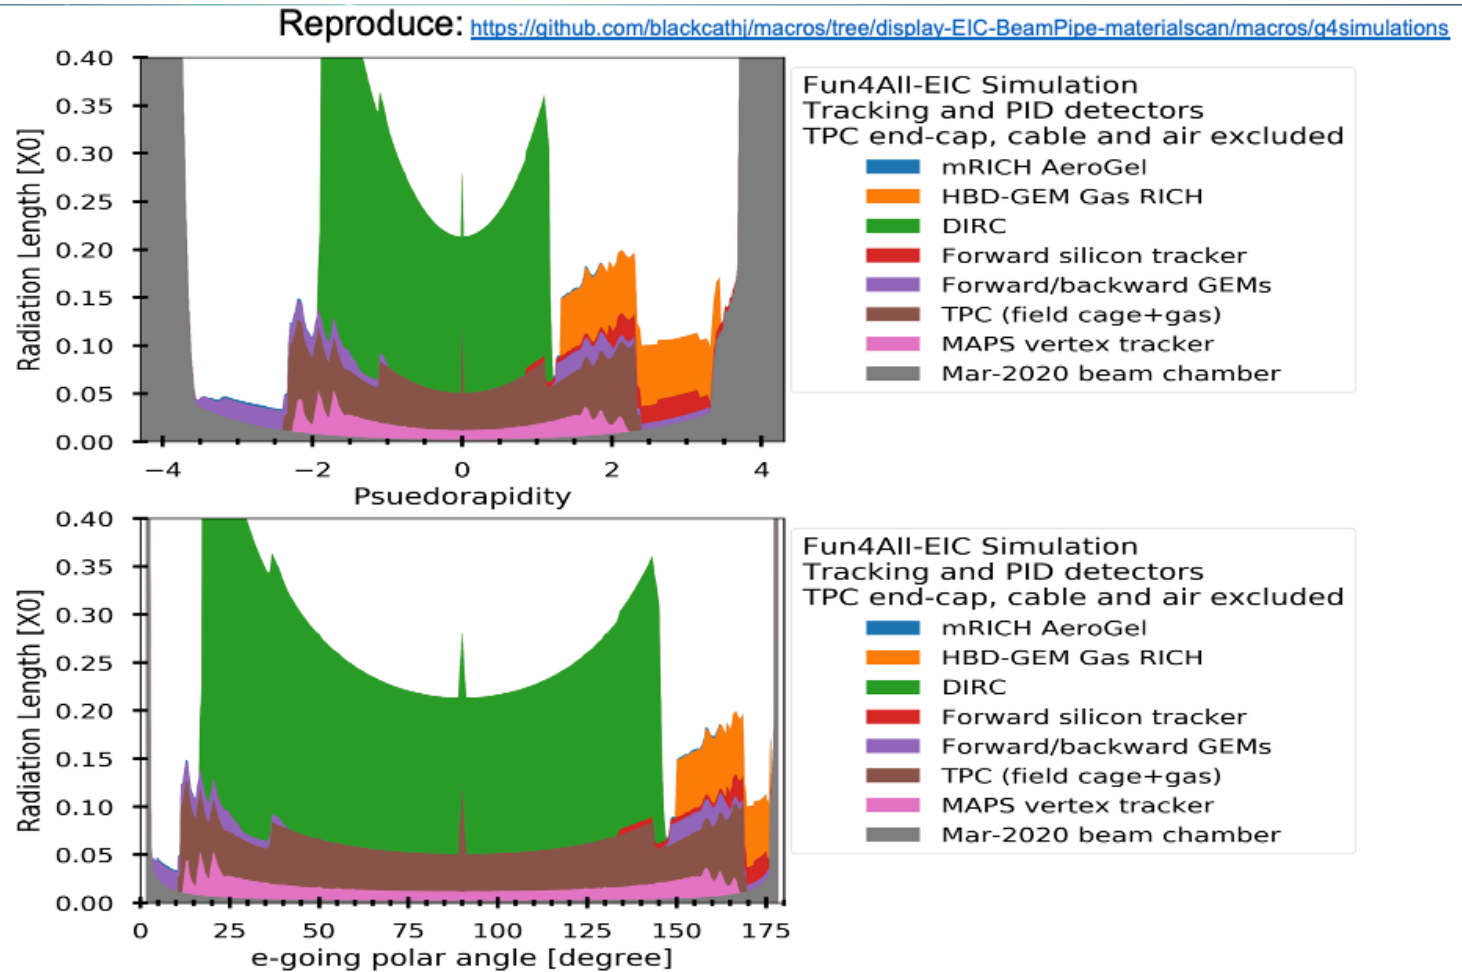 Reproduce: https://github.com/blackcathj/macros/tree/display-EIC-BeamPipe-materialscan/macros/g4simulations
Radiation Length [X0]
0.40
0.35
0.30
0.25
0.20
0.15
0.10
0.05
0.00
−4 −2 0 2 4
Psuedorapidity
Fun4All-EIC Simulation
Tracking and PID detectors
TPC end-cap, cable and air excluded
mRICH AeroGel
HBD-GEM Gas RICH
DIRC
Forward silicon tracker
Forward/backward GEMs
TPC (field cage+gas)
MAPS vertex tracker
Mar-2020 beam chamber
Radiation Length [X0]
0.40
0.35
0.30
0.25
0.20
0.15
0.10
0.05
0.00
0 25 50 75 100 125 150 175
e-going polar angle [degree]
Fun4All-EIC Simulation
Tracking and PID detectors
TPC end-cap, cable and air excluded
mRICH AeroGel
HBD-GEM Gas RICH
DIRC
Forward silicon tracker
Forward/backward GEMs
TPC (field cage+gas)
MAPS vertex tracker
Mar-2020 beam chamber